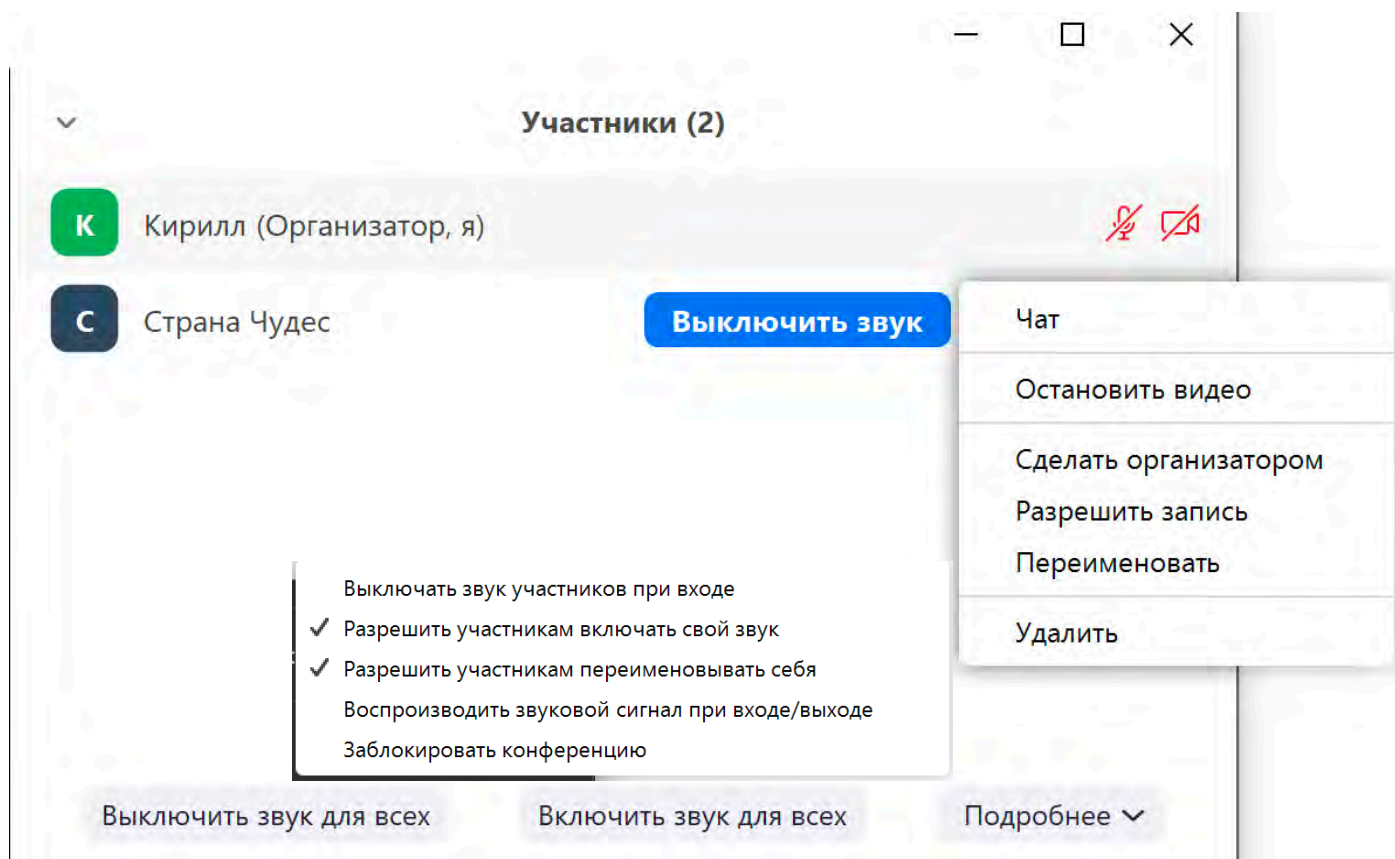 Участники (2)
К
Кирилл (Организатор, я)
С
Страна Чудес
Выключить звук
Чат
Остановить видео
Сделать организатором
Разрешить запись
Переименовать
Удалить
Выключать звук участников при входе
Разрешить участникам включать свой звук
Разрешить участникам переименовывать себя
Воспроизводить звуковой сигнал при входе/выходе
Заблокировать конференцию
Выключить звук для всех
Включить звук для всех
Подробнее